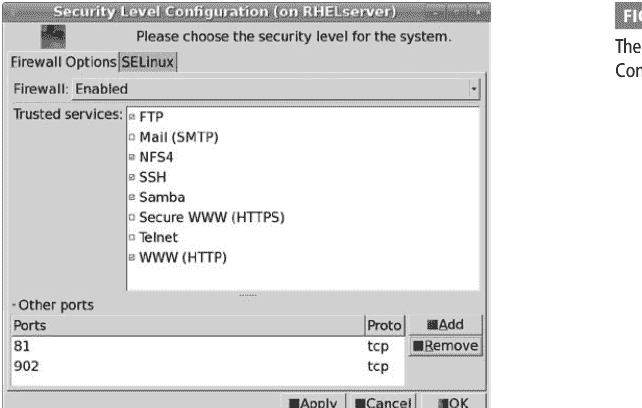 Security Level Configuration (on RHELserver)
Please choose the security level for the system.
Firewall Options SELinux
Firewall: Enabled
Trusted services:
FTP
Mail (SMTP)
NFS4
SSH
Samba
Secure WWW (HTTPS)
Telnet
WWW (HTTP)
Other ports
Ports Proto
81 tcp
902 tcp
Add
Remove
Apply Cancel OK
The